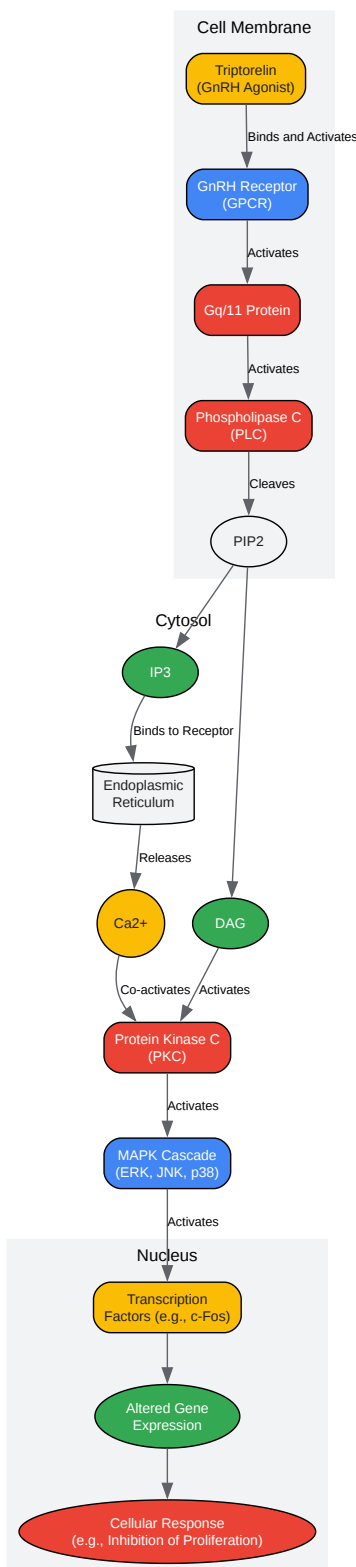 Cell Membrane
Triptorelin
(GnRH Agonist)
Binds and Activates
GnRH Receptor
(GPCR)
Activates
Gq/11 Protein
Activates
Phospholipase C
(PLC)
Cleaves
PIP2
Cytosol
IP3
Binds to Receptor
Endoplasmic
Reticulum
Releases
Ca2+
DAG
Co-activates
Activates
Protein Kinase C
(PKC)
Activates
MAPK Cascade
(ERK, JNK, p38)
Activates
Nucleus
Transcription
Factors (e.g., c-Fos)
Altered Gene
Expression
Cellular Response
(e.g., Inhibition of Proliferation)